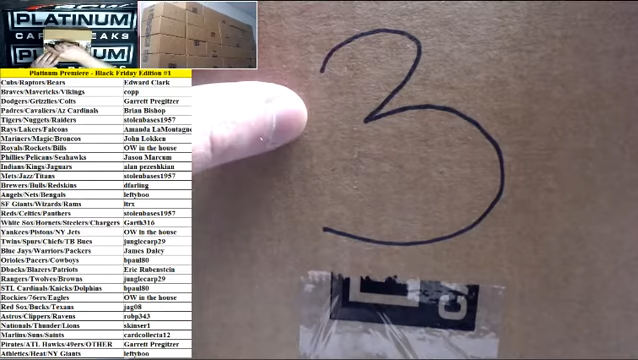 PLATINUM
PLATINUM
Platinum Premiere - Black Friday Edition #1
Cubs/Raptors/Bears Edward Clark
Braves/Mavericks/Vikings copp
Dodgers/Grizzlies/Colts Garrett Pregitzer
Padres/Cavaliers/Az Cardinals Brian Bishop
Tigers/Nuggets/Raiders stolenbases1957
Rays/Lakers/Falcons Amanda LaMontagne
Mariners/Magic/Broncos John Lokken
Royals/Rockets/Bills OW in the house
Phillies/Pelicans/Seahawks Jason Marcum
Indians/Kings/Jaguars alan pezeshkian
Mets/Jazz/Titans stolenbases1957
Brewers/Bulls/Redskins dfarling
Angels/Nets/Bengals leftyboo
SF Giants/Wizards/Rams ltrx
Reds/Celtics/Panthers stolenbases1957
White Sox/Hornets/Steelers/Chargers Garth316
Yankees/Pistons/NY Jets OW in the house
Twins/Spurs/Chiefs/TB Bucs junglecarp29
Blue Jays/Warriors/Packers James Daley
Orioles/Pacers/Cowboys bpaul80
Dbacks/Blazers/Patriots Eric Rubenstein
Rangers/Twolves/Browns junglecarp29
STL Cardinals/Knicks/Dolphins bpaul80
Rockies/76ers/Eagles OW in the house
Red Sox/Bucks/Texans jag08
Astros/Clippers/Ravens robp343
Nationals/Thunder/Lions skinser1
Marlins/Suns/Saints cardcollecta12
Pirates/ATL Hawks/49ers/OTHER Garrett Pregitzer
Athletics/Heat/NY Giants leftyboo
3